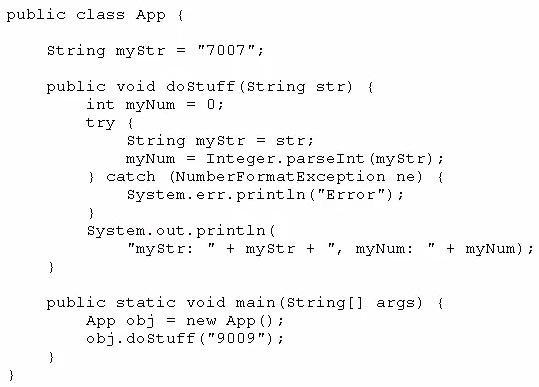 public class App {
String myStr = "7007";
public void doStuff(String str) {
int myNum = 0;
try {
String myStr = str;
myNum = Integer.parseInt(myStr);
} catch (NumberFormatException ne) {
System.err.println("Error");
}
System.out.println(
"myStr: " + myStr + ", myNum: " + myNum);
}
public static void main(String[] args) {
App obj = new App();
obj.doStuff("9009");
}
}